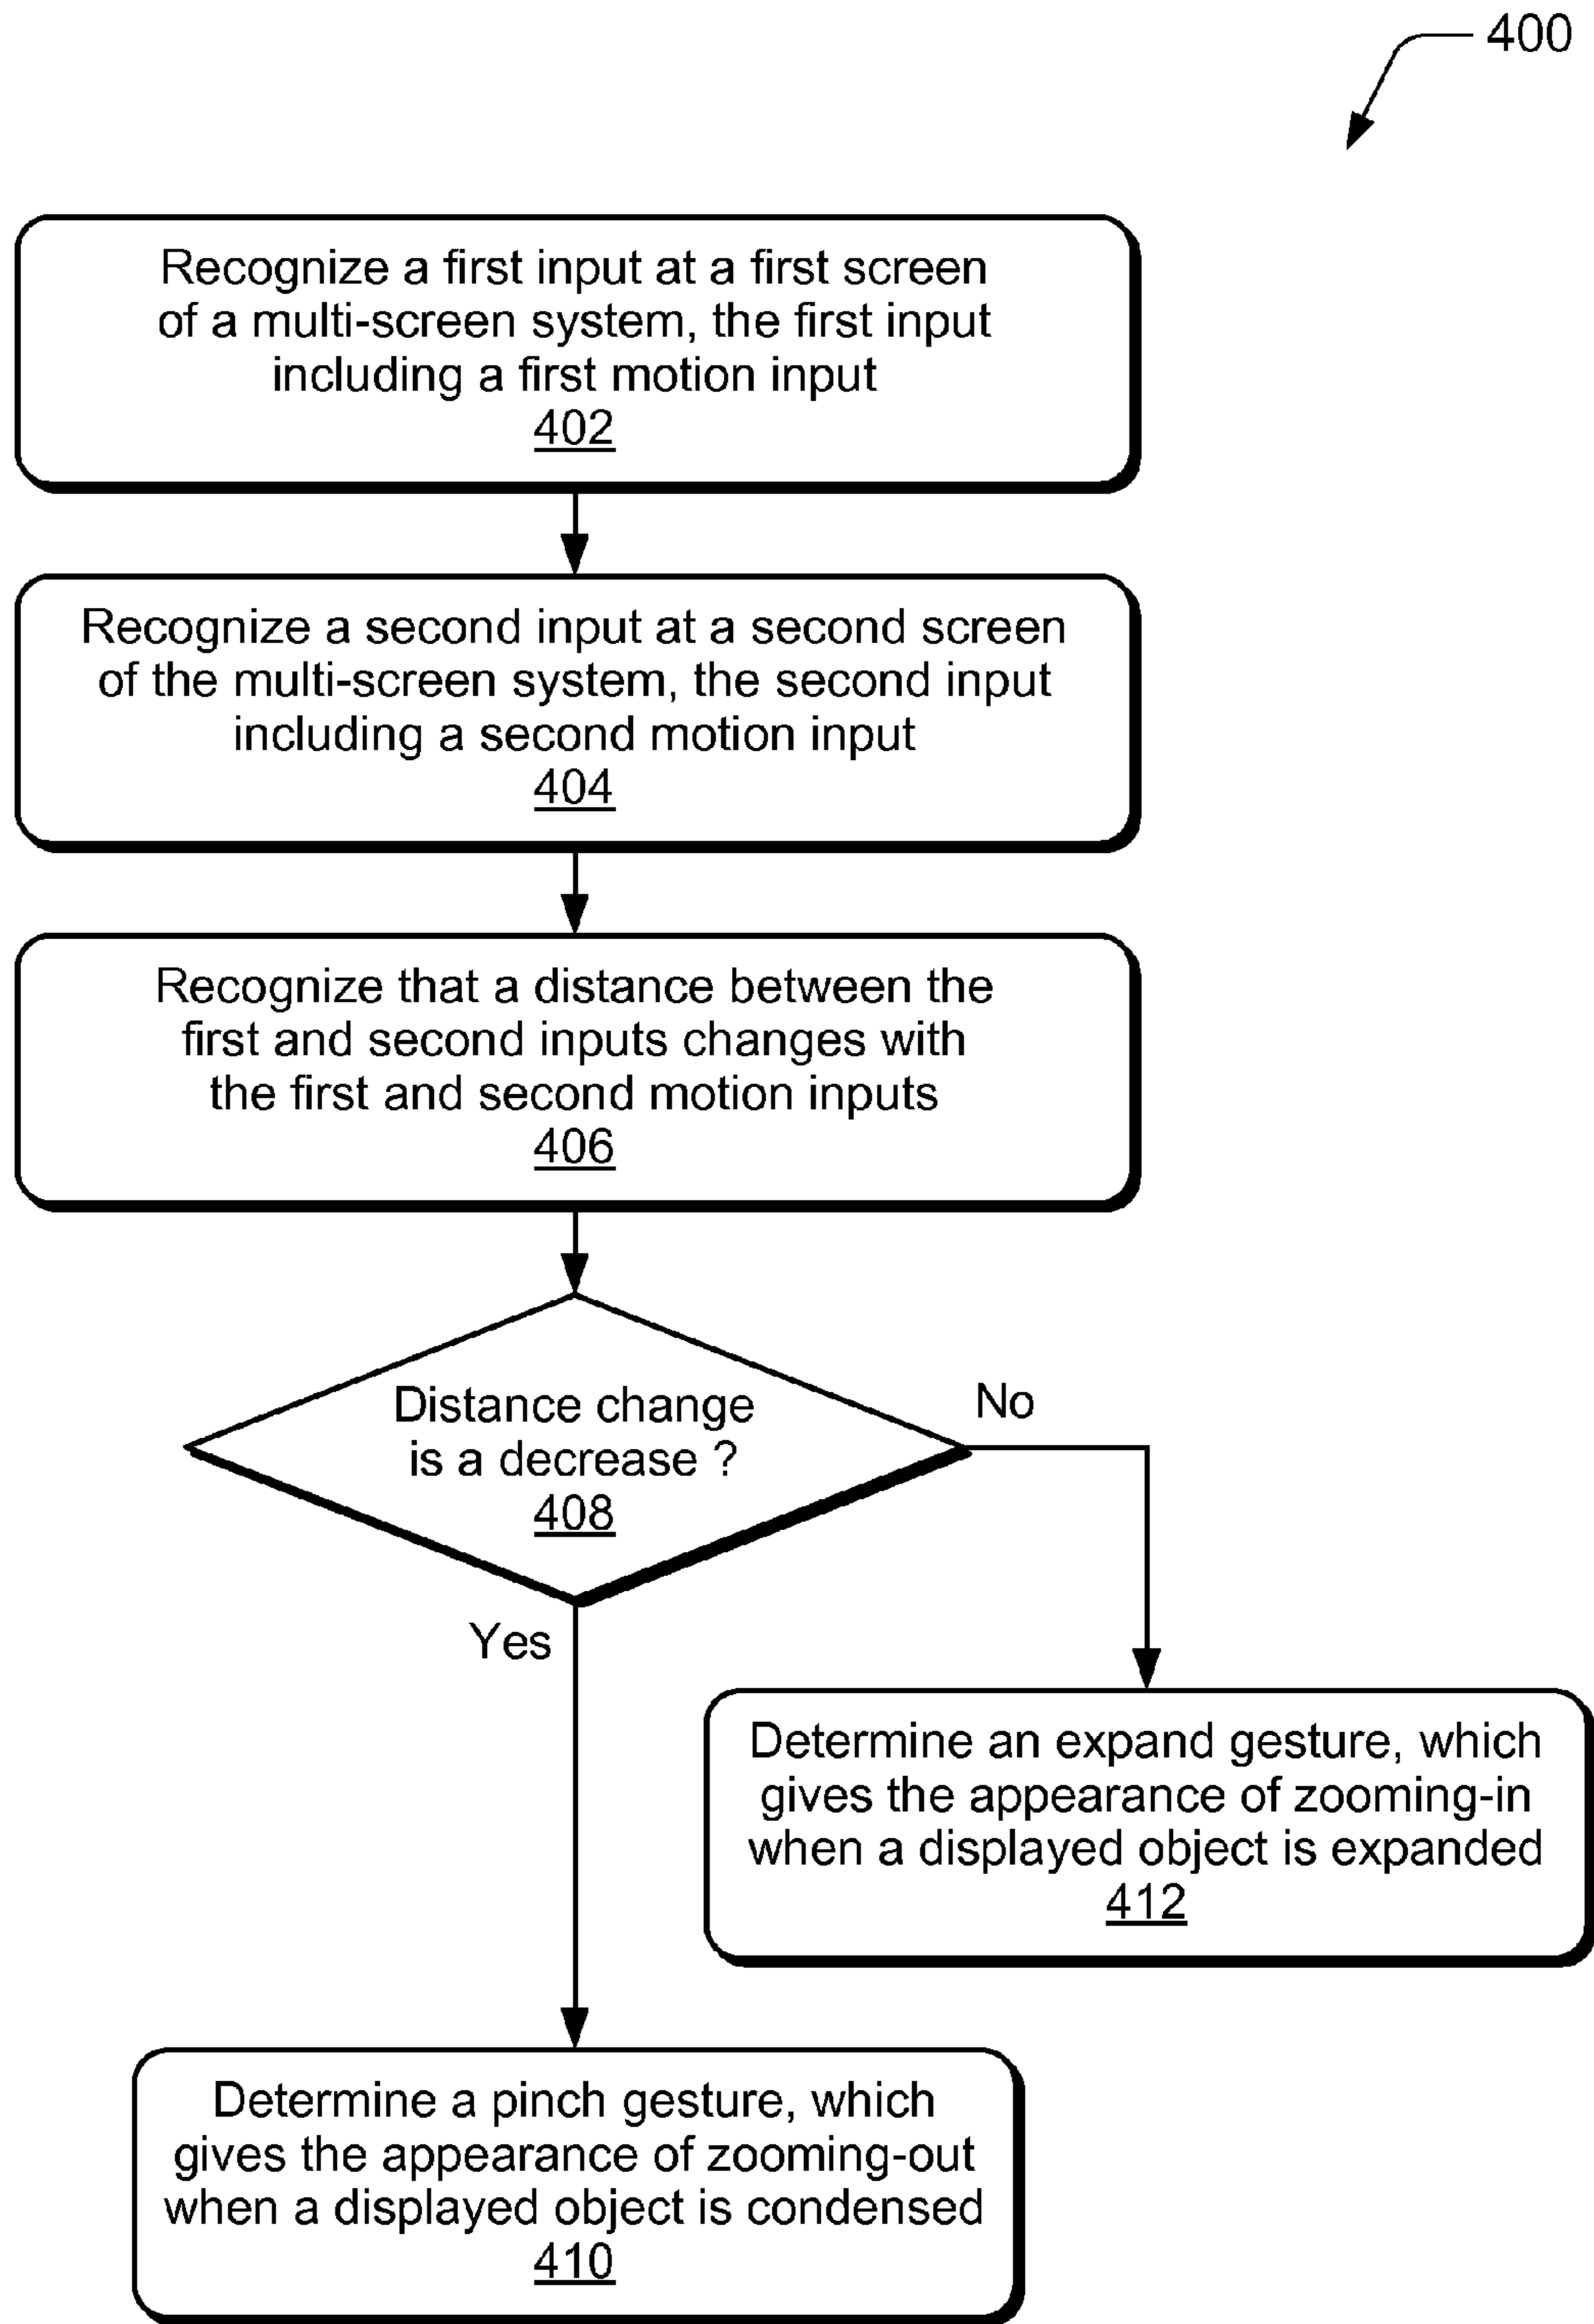 400
Recognize a first input at a first screen
of a multi-screen system, the first input
including a first motion input
402
Recognize a second input at a second screen
of the multi-screen system, the second input
including a second motion input
404
Recognize that a distance between the
first and second inputs changes with
the first and second motion inputs
406
Distance change
is a decrease ?
408
No
Yes
Determine an expand gesture, which
gives the appearance of zooming-in
when a displayed object is expanded
412
Determine a pinch gesture, which
gives the appearance of zooming-out
when a displayed object is condensed
410